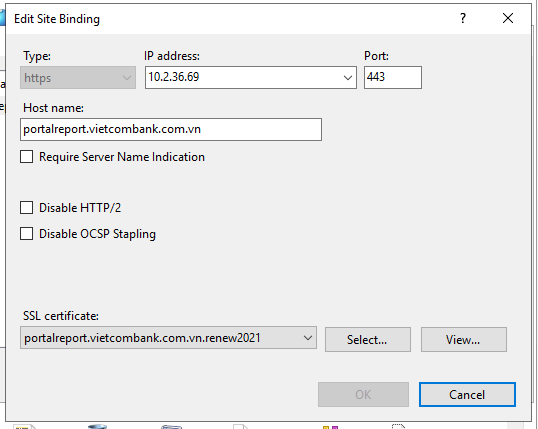 Edit Site Binding
? ×
Type: IP address: Port:
https 10.2.36.69 443
Host name:
portalreport.vietcombank.com.vn
Require Server Name Indication
Disable HTTP/2
Disable OCSP Stapling
SSL certificate:
portalreport.vietcombank.com.vn.renew2021 Select... View...
OK Cancel